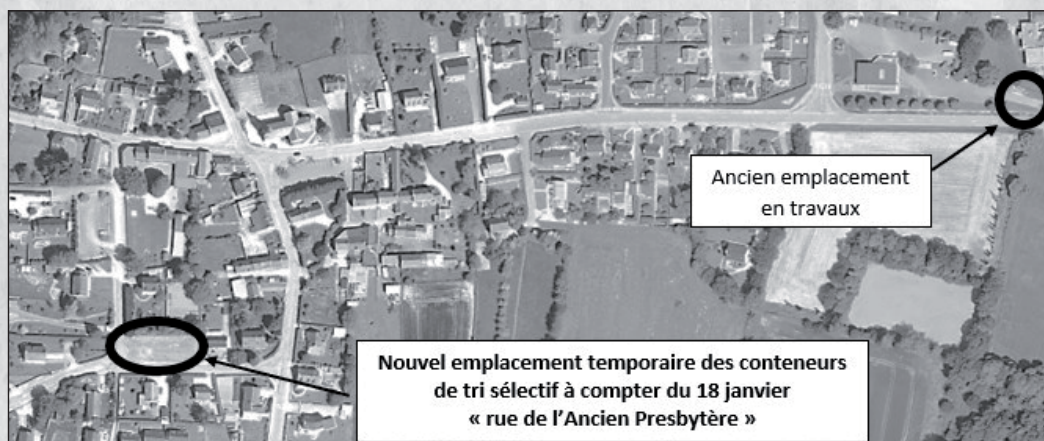 Ancien emplacement
en travaux
Nouvel emplacement temporaire des conteneurs
de tri sélectif à compter du 18 janvier
« rue de l’Ancien Presbytère »